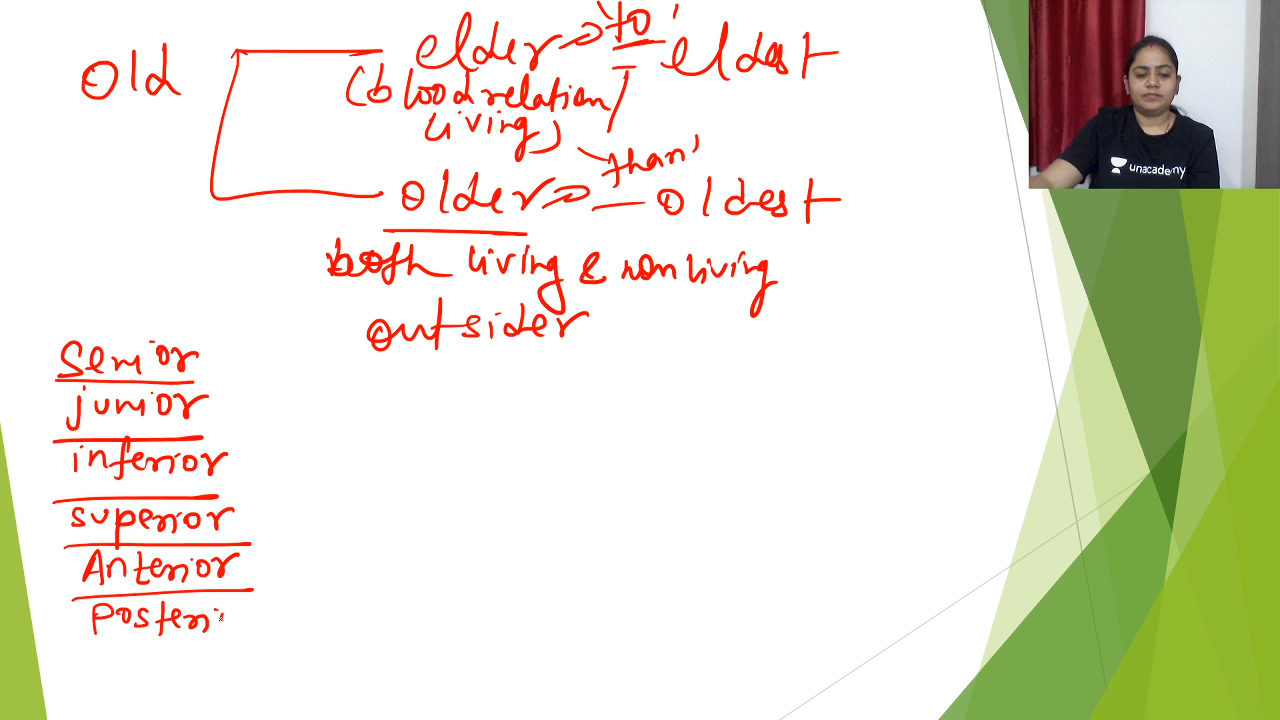 Old
elder → 'to' eldest
(blood relation/
living)
'than'
older → oldest
both living & non living
outsider
Senior
junior
inferior
superior
Anterior
Posteri
unacademy